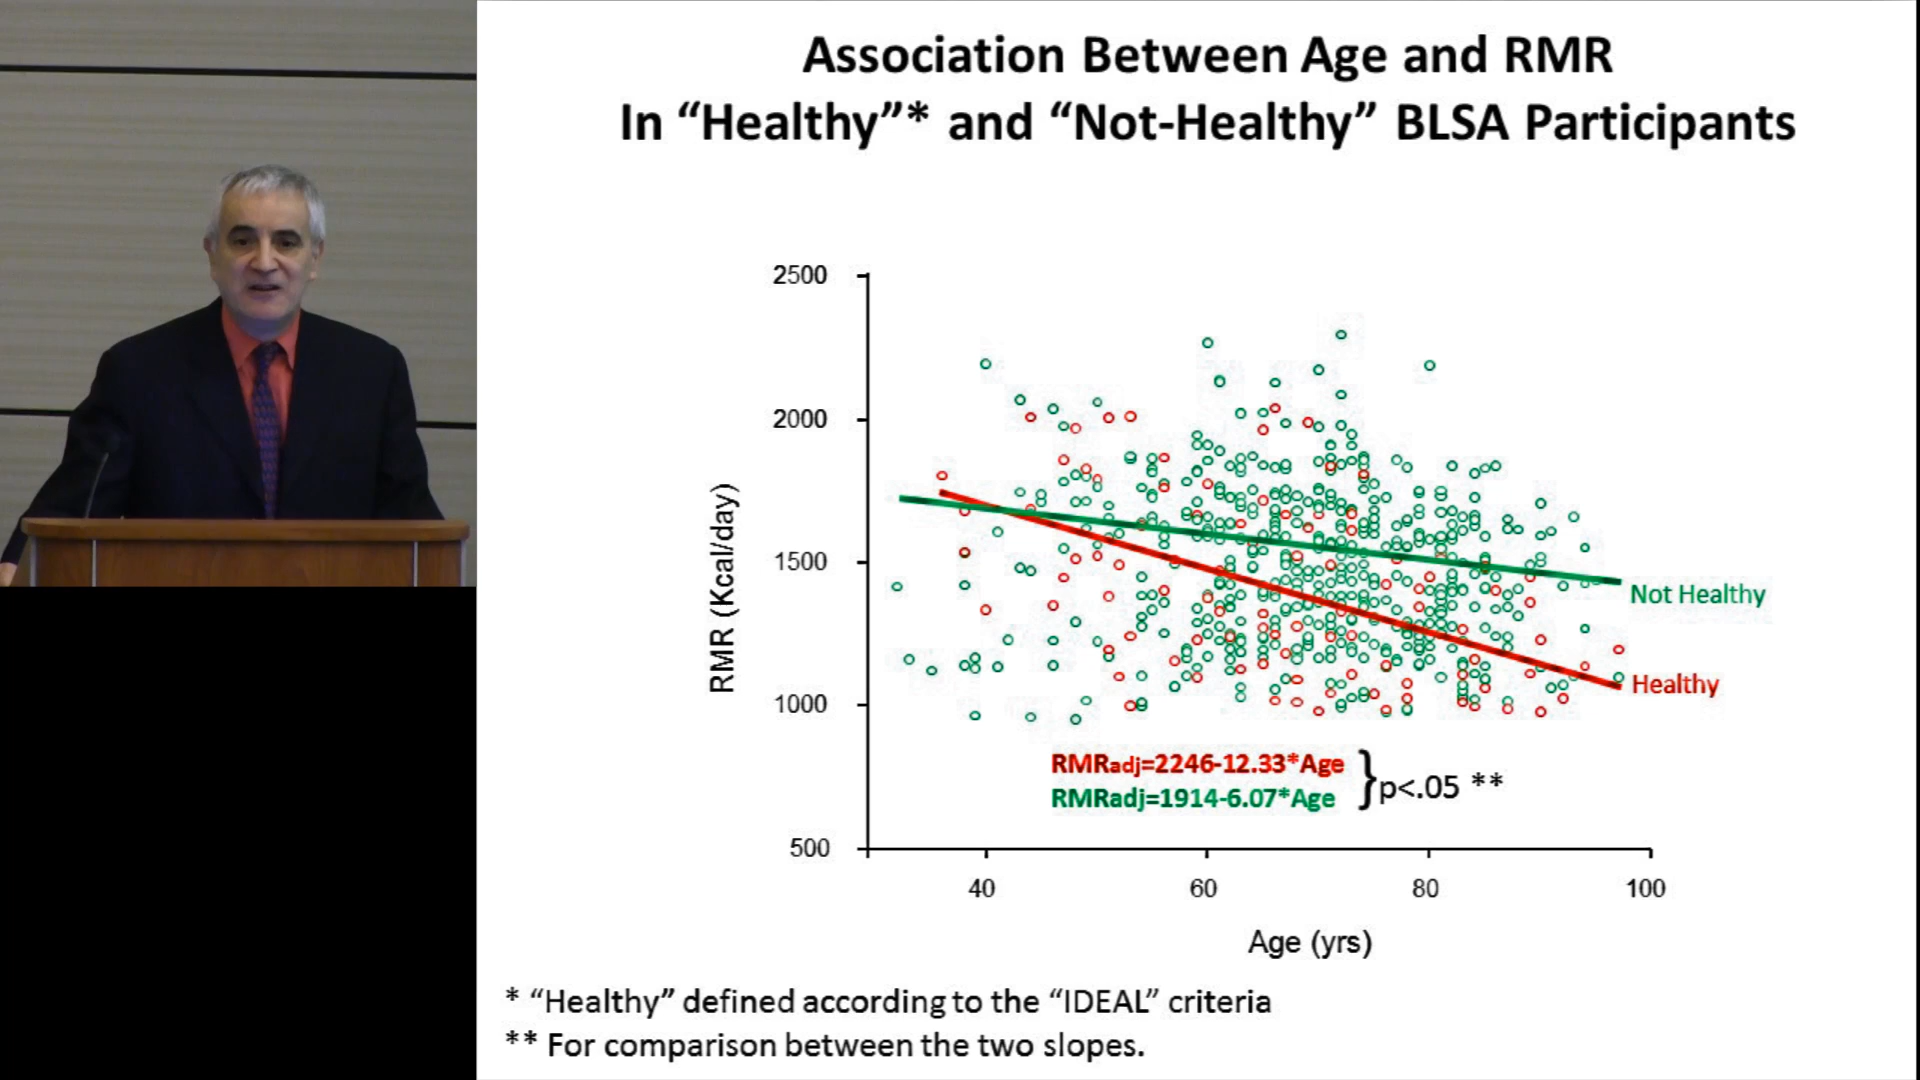 Association Between Age and RMR
In “Healthy”* and “Not-Healthy” BLSA Participants
2500
2000
1500
1000
500
RMR (Kcal/day)
Not Healthy
Healthy
RMRadj=2246-12.33*Age
RMRadj=1914-6.07*Age
}p<.05 **
40 60 80 100
Age (yrs)
* “Healthy” defined according to the “IDEAL” criteria
** For comparison between the two slopes.